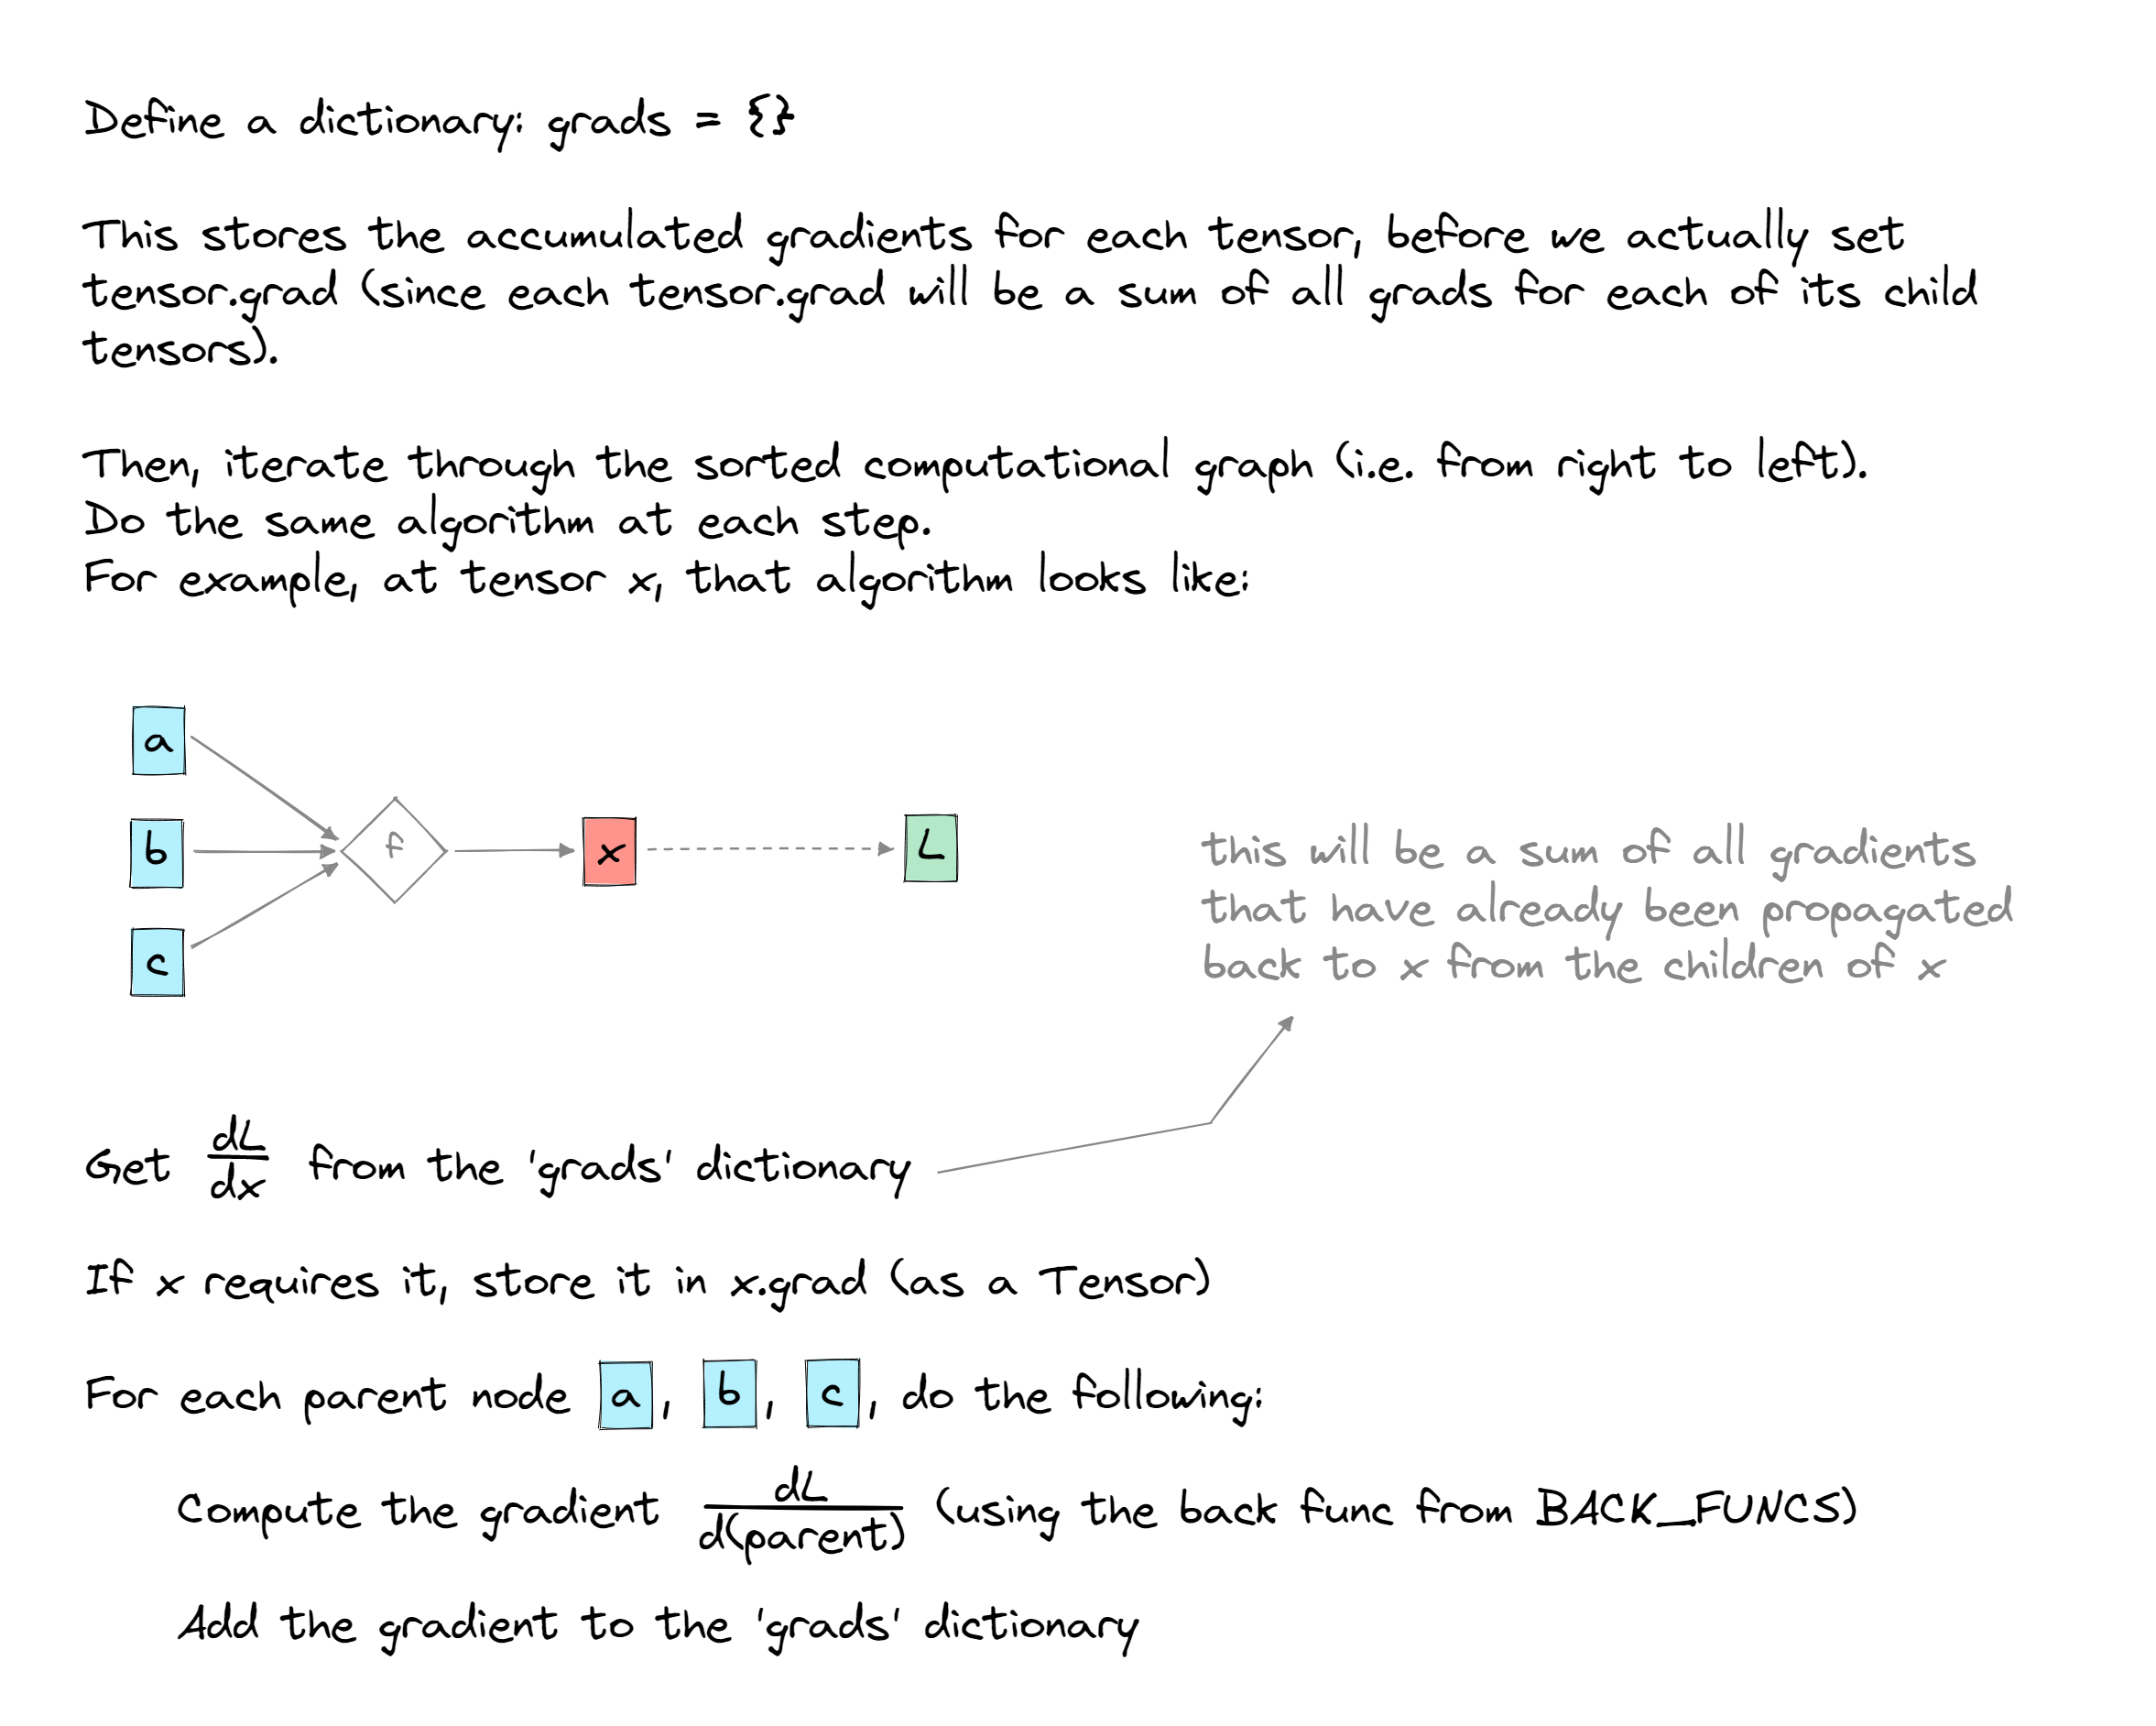 Define a dictionary: grads = {}
This stores the accumulated gradients for each tensor, before we actually set
tensor.grad (since each tensor.grad will be a sum of all grads for each of its child
tensors).
Then, iterate through the sorted computational graph (i.e. from right to left).
Do the same algorithm at each step.
For example, at tensor x, that algorithm looks like:
a
b
c
f
x
L
this will be a sum of all gradients
that have already been propagated
back to x from the children of x
Get dL/dx from the 'grads' dictionary
If x requires it, store it in x.grad (as a Tensor)
For each parent node a, b, c, do the following:
Compute the gradient dL/d(parent) (using the back func from BACK_FUNCS)
Add the gradient to the 'grads' dictionary